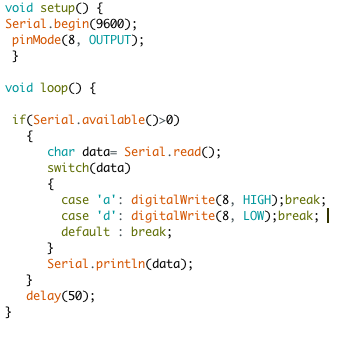 void setup() {
Serial.begin(9600);
pinMode(8, OUTPUT);
}
void loop() {
if(Serial.available()>0)
{
char data= Serial.read();
switch(data)
{
case 'a': digitalWrite(8, HIGH);break;
case 'd': digitalWrite(8, LOW);break;
default : break;
}
Serial.println(data);
}
delay(50);
}